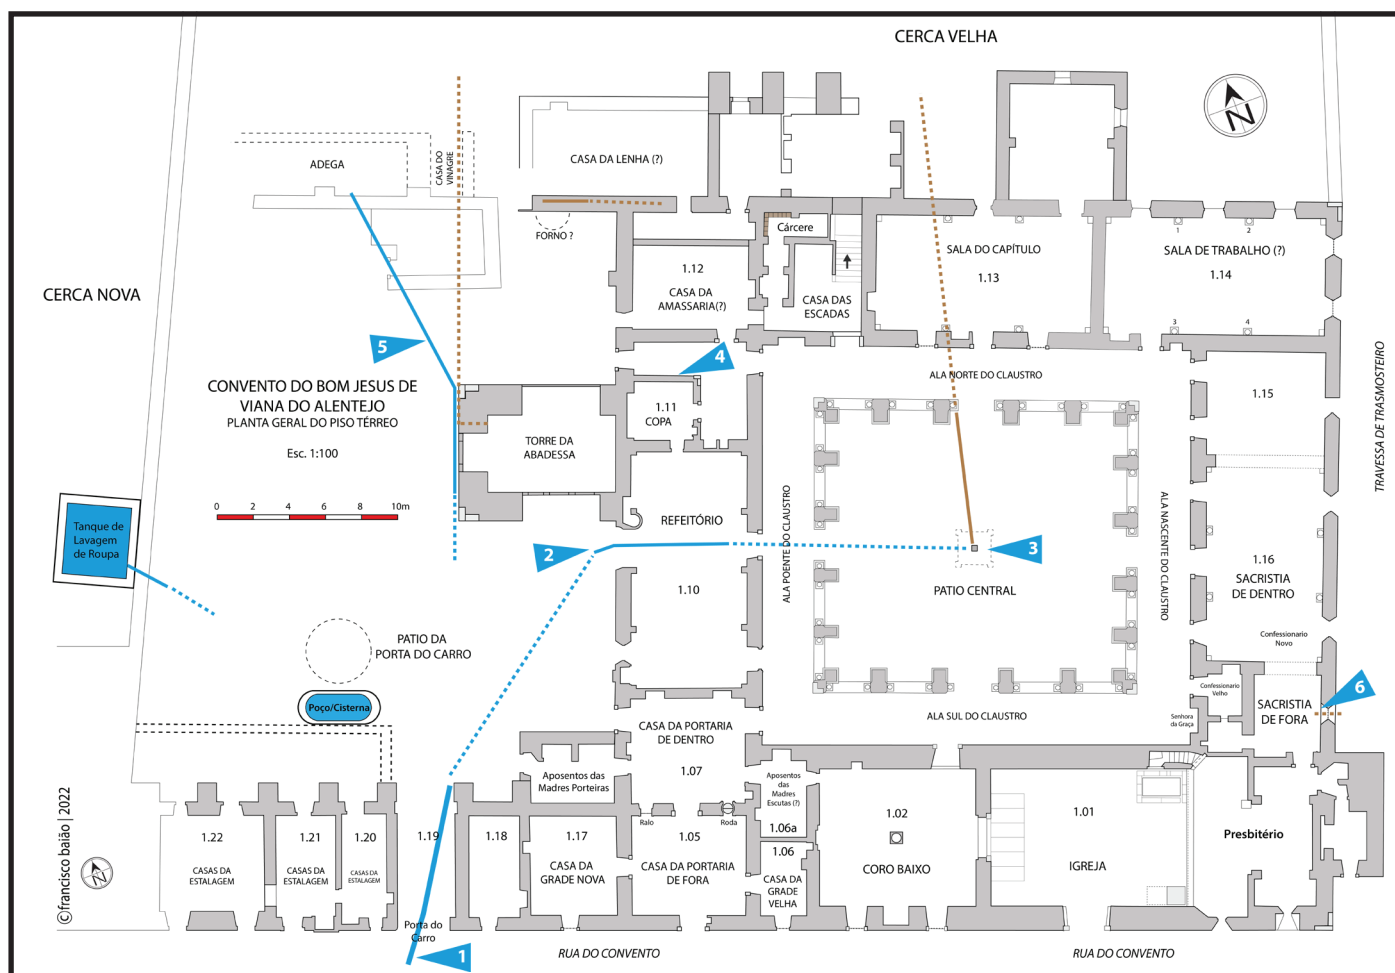 CERCA VELHA
N
ADEGA
CASA DO
VINAGRE
CASA DA LENHA (?)
FORNO ?
Cárcere
1
2
SALA DO CAPÍTULO
1.13
SALA DE TRABALHO (?)
1.14
3
4
CERCA NOVA
1.12
CASA DA
AMASSARIA(?)
CASA DAS
ESCADAS
5
4
CONVENTO DO BOM JESUS DE
VIANA DO ALENTEJO
PLANTA GERAL DO PISO TÉRREO
Esc. 1:100
0
2
4
6
8
10m
ALA NORTE DO CLAUSTRO
1.11
COPA
TORRE DA
ABADESSA
1.15
TRAVESSA DE TRASMOSTEIRO
Tanque de
Lavagem
de Roupa
REFEITÓRIO
2
3
ALA POENTE DO CLAUSTRO
ALA NASCENTE DO CLAUSTRO
1.10
PATIO CENTRAL
1.16
SACRISTIA
DE DENTRO
Confessionario
Novo
PATIO DA
PORTA DO CARRO
Poço/Cisterna
Confessionario
Velho
6
SACRISTIA
DE FORA
Senhora
da Graça
ALA SUL DO CLAUSTRO
CASA DA PORTARIA
DE DENTRO
1.07
Aposentos das
Madres Porteiras
Aposentos
das
Madres
Escutas (?)
1.06a
Ralo
Roda
1.22
CASAS DA
ESTALAGEM
1.21
CASAS DA
ESTALAGEM
1.20
CASAS DA
ESTALAGEM
1.19
1.18
1.17
CASA DA
GRADE NOVA
1.05
CASA DA PORTARIA
DE FORA
1.06
CASA DA
GRADE
VELHA
1.02
CORO BAIXO
1.01
IGREJA
Presbitério
Porta do
Carro
1
RUA DO CONVENTO
RUA DO CONVENTO
© francisco baião | 2022
N